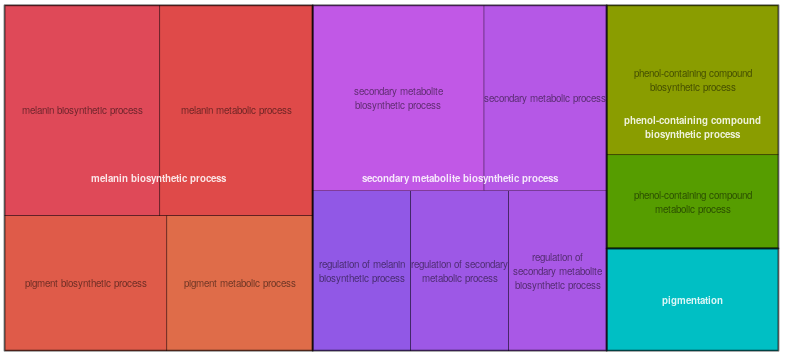 melanin biosynthetic process
melanin metabolic process
melanin biosynthetic process
pigment biosynthetic process
pigment metabolic process
secondary metabolite
biosynthetic process
secondary metabolic process
secondary metabolite biosynthetic process
regulation of melanin
biosynthetic process
regulation of secondary
metabolic process
regulation of
secondary metabolite
biosynthetic process
phenol-containing compound
biosynthetic process
phenol-containing compound
biosynthetic process
phenol-containing compound
metabolic process
pigmentation